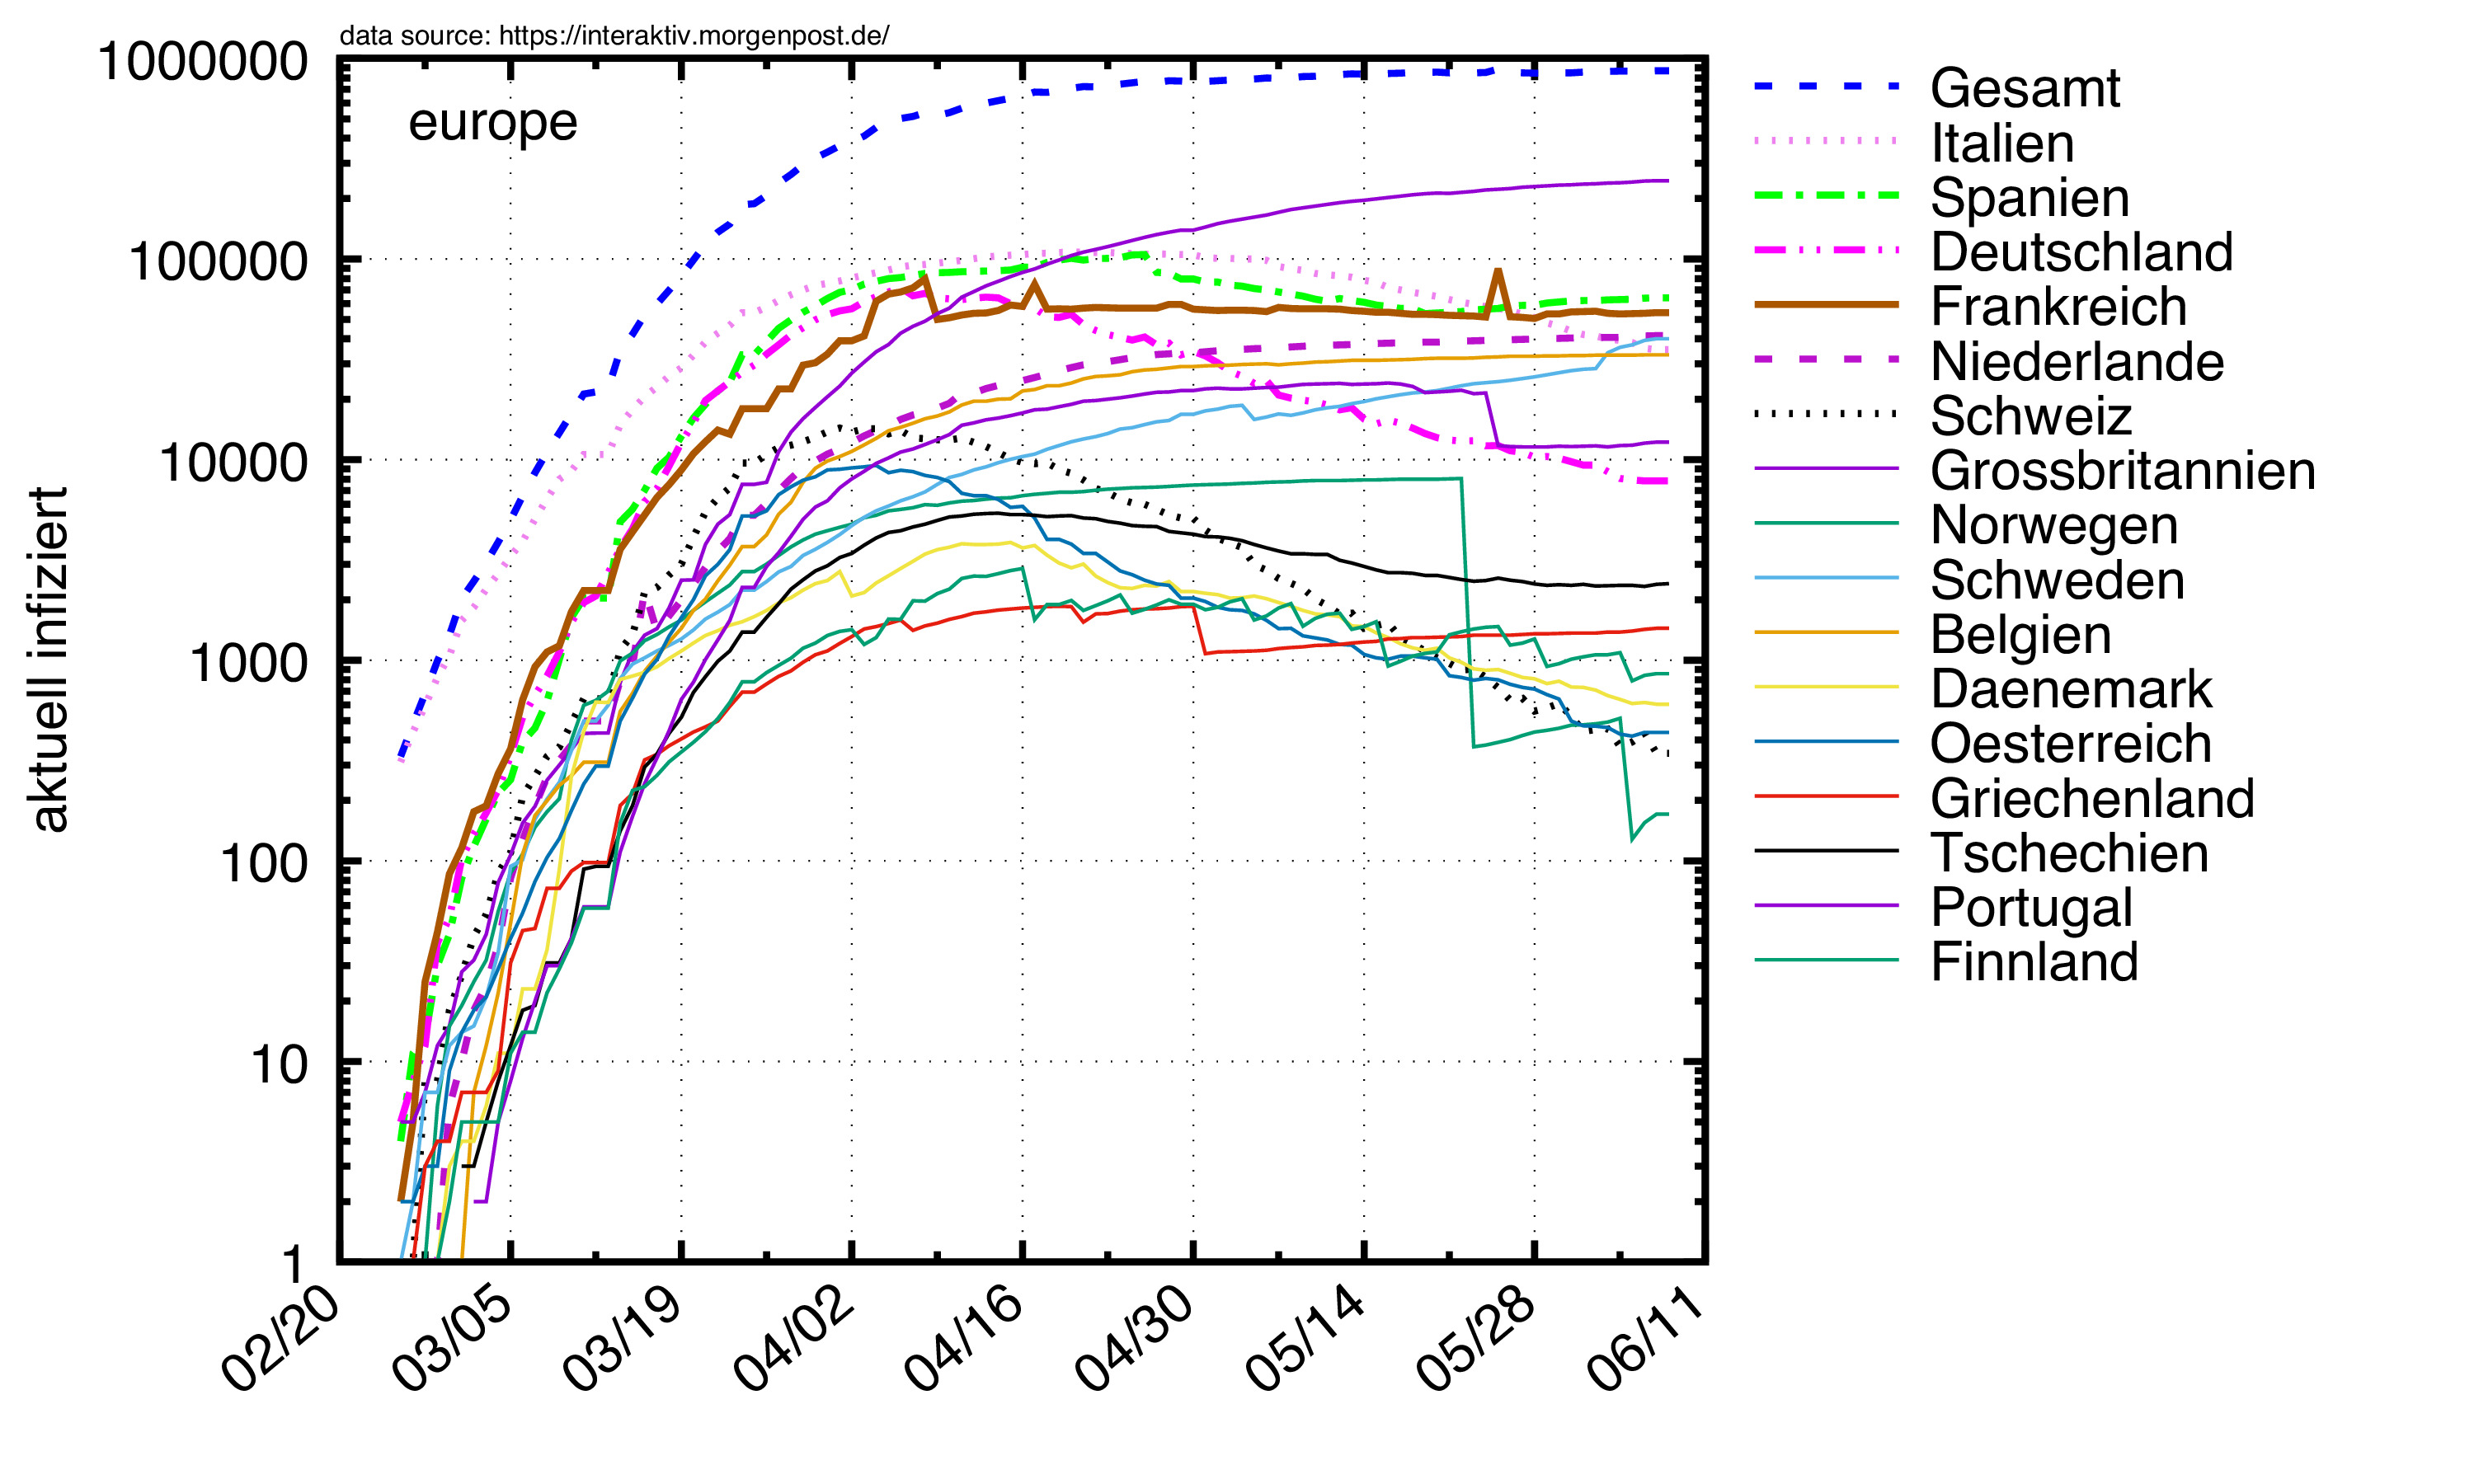 data source: https://interaktiv.morgenpost.de/
europe
aktuell infiziert
1000000
100000
10000
1000
100
10
1
02/20
03/05
03/19
04/02
04/16
04/30
05/14
05/28
06/11
Gesamt
Italien
Spanien
Deutschland
Frankreich
Niederlande
Schweiz
Grossbritannien
Norwegen
Schweden
Belgien
Daenemark
Oesterreich
Griechenland
Tschechien
Portugal
Finnland